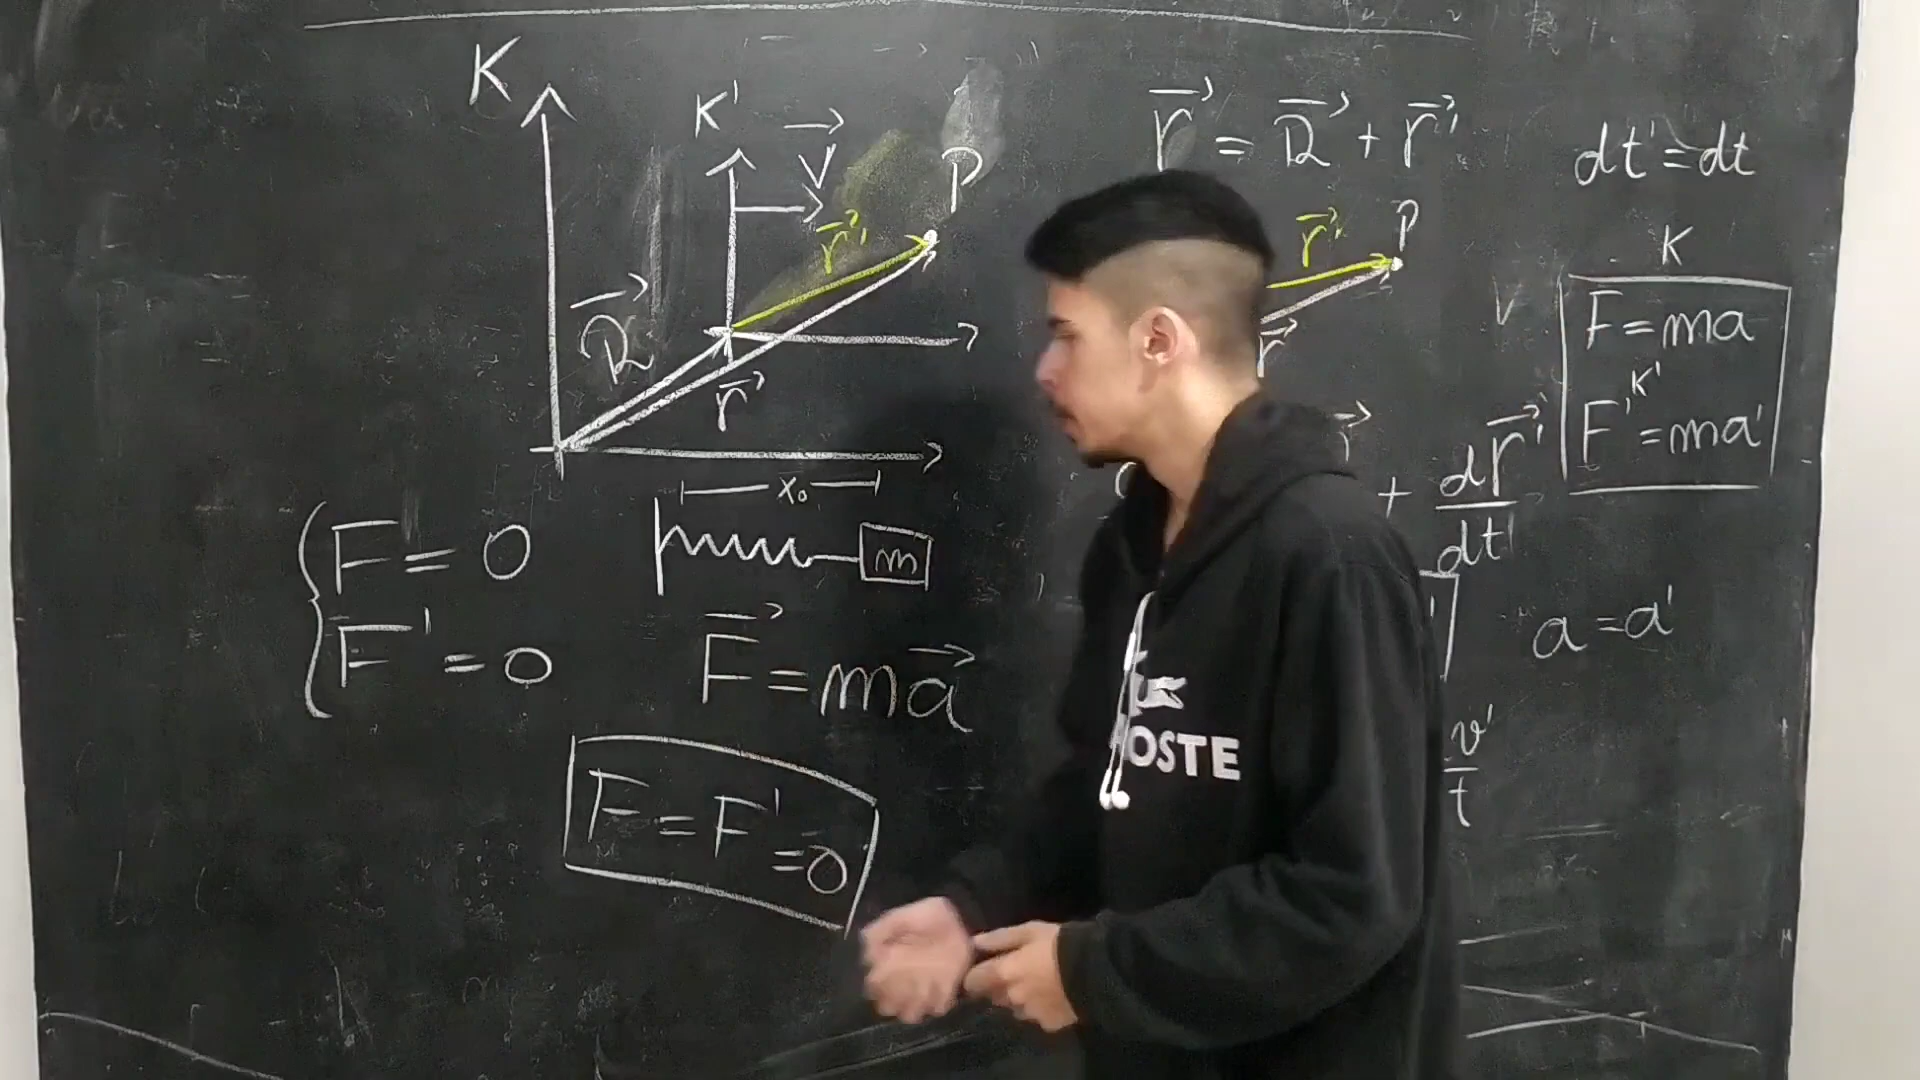 K
K'
V
P
r'
R
r
r = R + r'
dt' = dt
r'
P
r
K
F = ma
K'
F' = ma'
+ dr'/dt'
a = a'
v'
t
x₀
m
F = 0
F' = 0
F = ma
F = F' = 0
OSTE